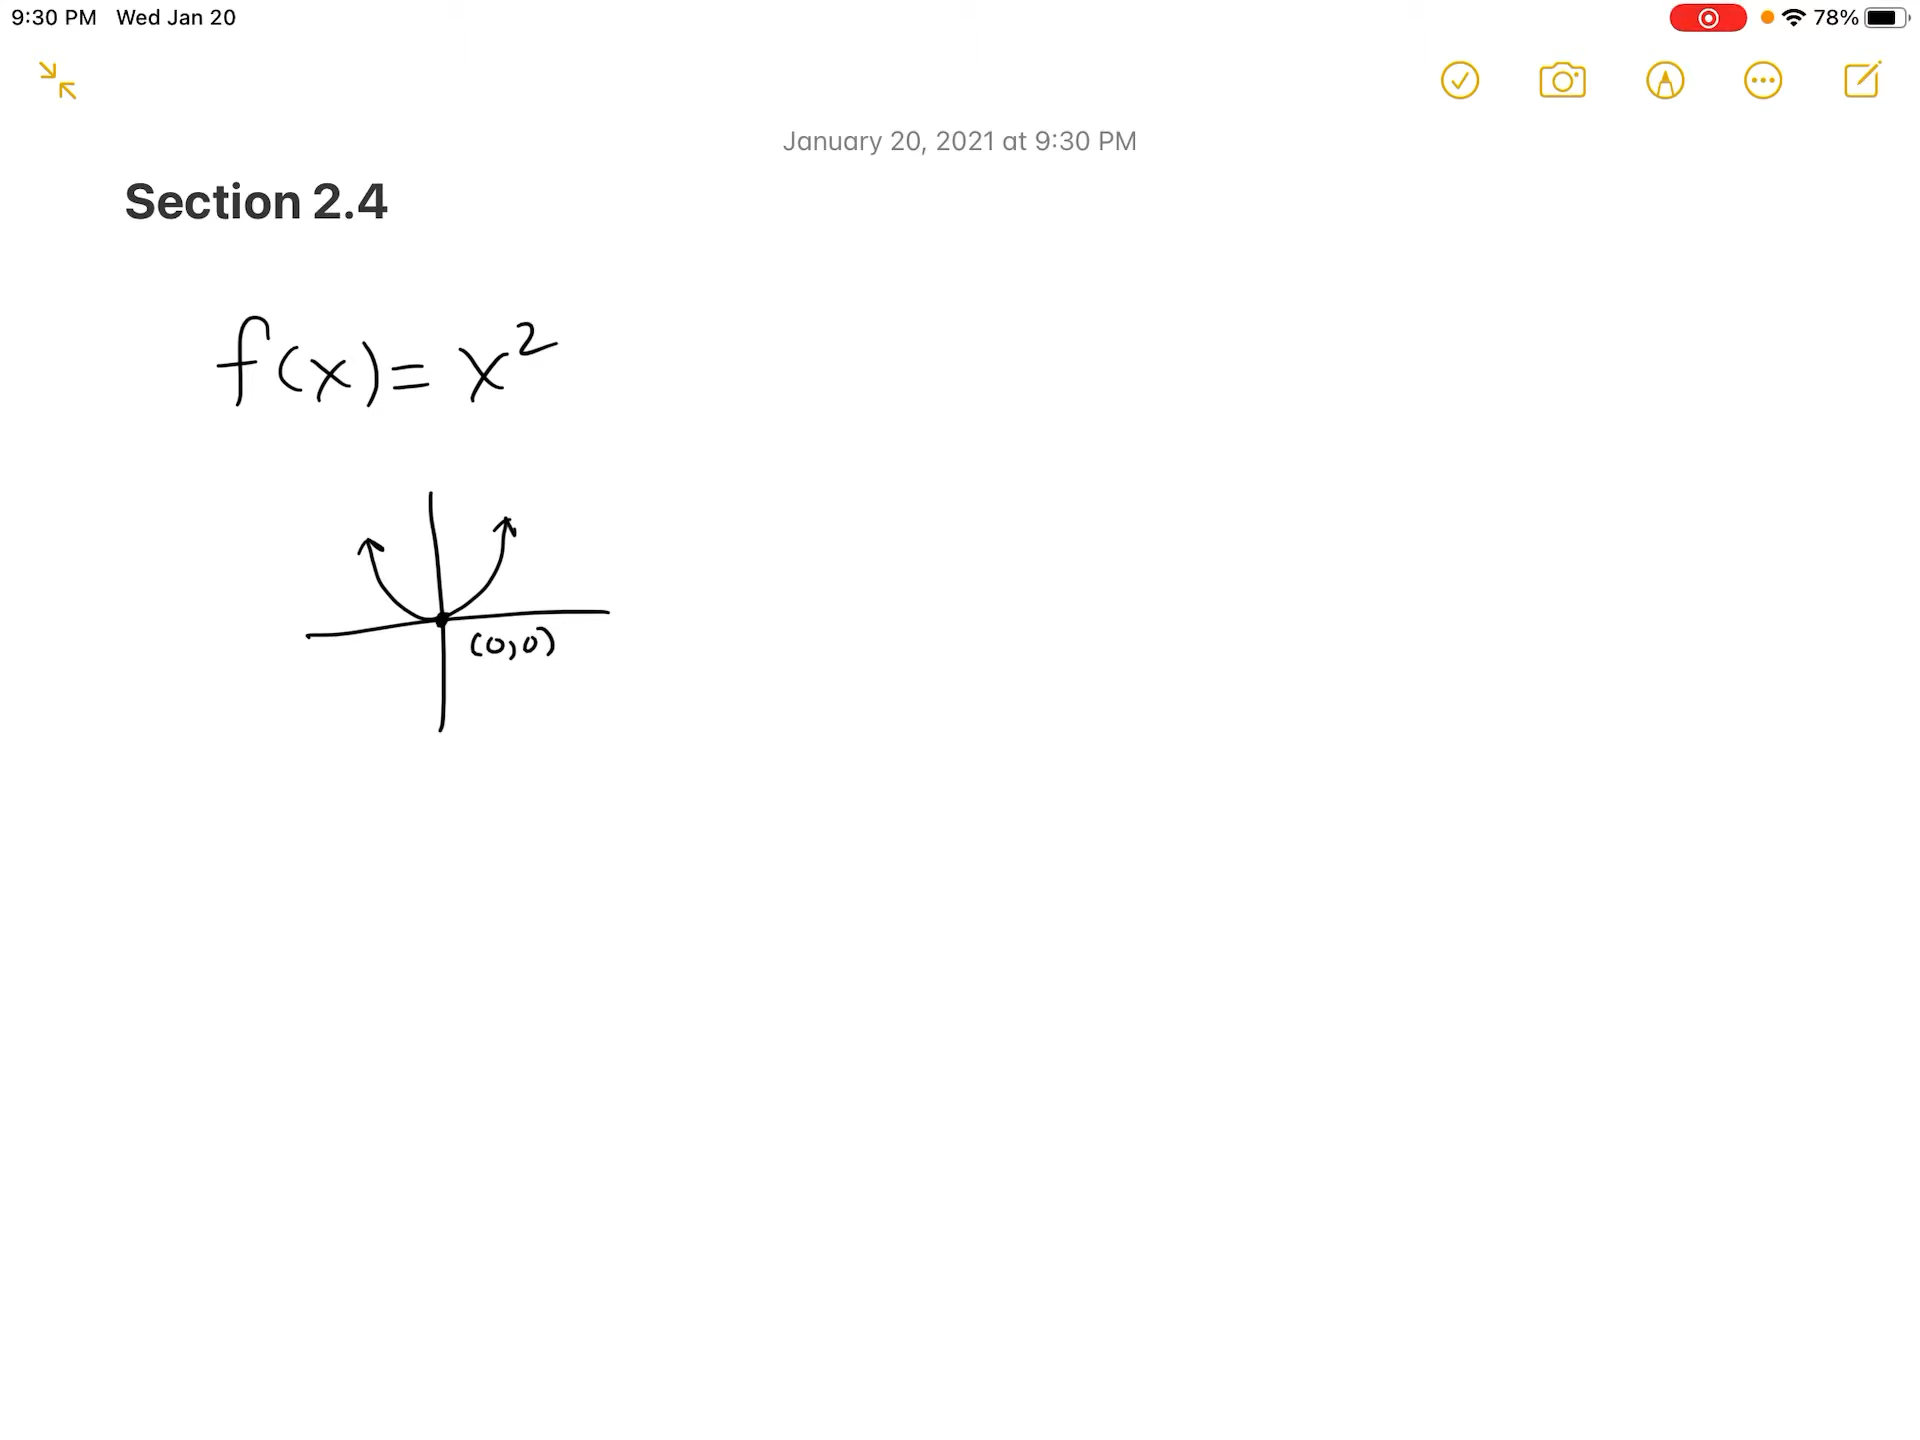 9:30 PM Wed Jan 20 78%
January 20, 2021 at 9:30 PM
Section 2.4
f(x) = x²
(0,0)